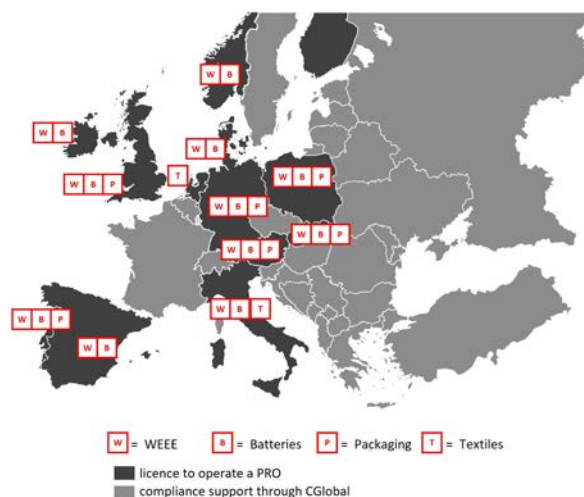 W B
W B
W B
W B P
T
W B P
W B P
W B P
W B P
W B T
W B P
W B
W = WEEE B = Batteries P = Packaging T = Textiles
licence to operate a PRO
compliance support through CGlobal